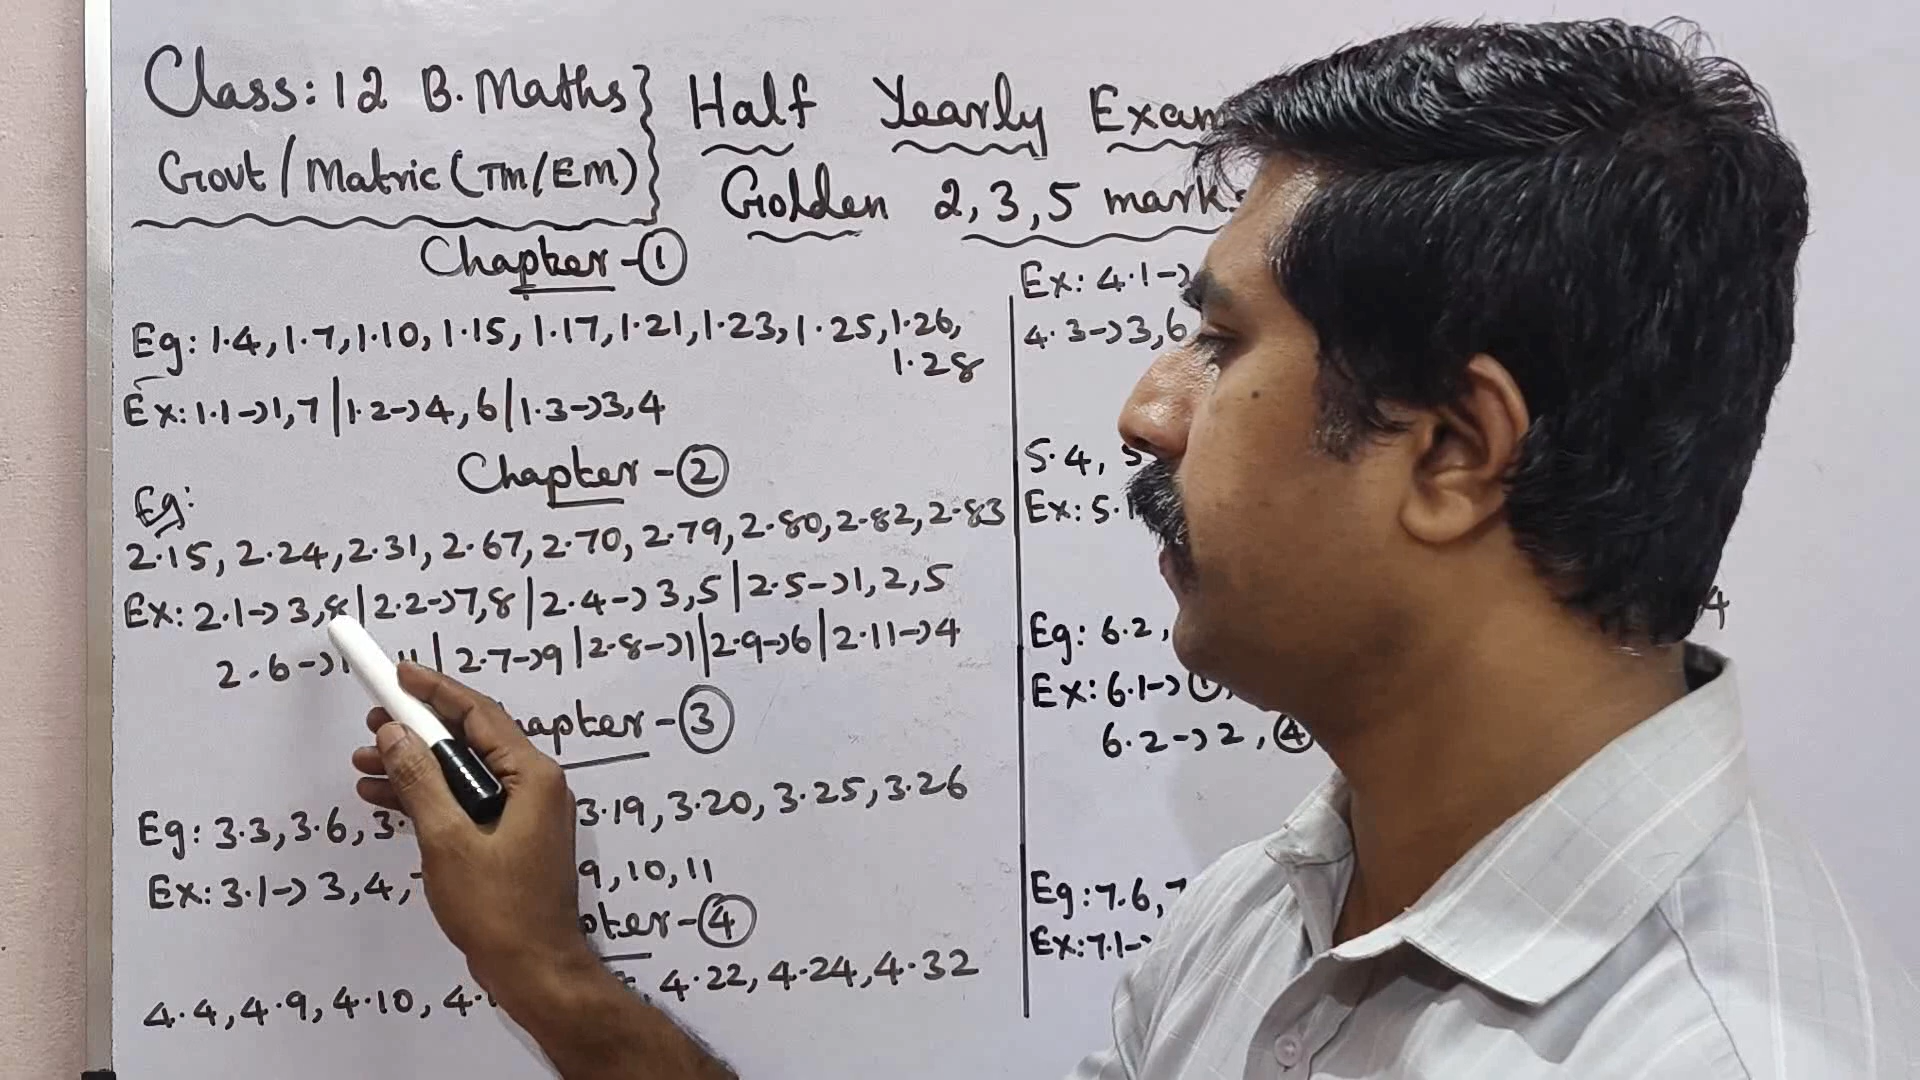 Class: 12 B. Maths
Govt / Matric (TM/EM)
Half Yearly Exam
Golden 2, 3, 5 marks
Chapter - 1
Eg: 1.4, 1.7, 1.10, 1.15, 1.17, 1.21, 1.23, 1.25, 1.26,
1.28
Ex: 1.1 -> 1, 7 | 1.2 -> 4, 6 | 1.3 -> 3, 4
Chapter - 2
Eg:
2.15, 2.24, 2.31, 2.67, 2.70, 2.79, 2.80, 2.82, 2.83
Ex: 2.1 -> 3, 8 | 2.2 -> 7, 8 | 2.4 -> 3, 5 | 2.5 -> 1, 2, 5
2.6 -> | 2.7 -> 9 | 2.8 -> 1 | 2.9 -> 6 | 2.11 -> 4
Chapter - 3
Eg: 3.3, 3.6, 3.19, 3.20, 3.25, 3.26
Ex: 3.1 -> 3, 4, 9, 10, 11
4
4.4, 4.9, 4.10, 4.22, 4.24, 4.32
Ex: 4.1 ->
4.3 -> 3, 6
5.4,
Ex: 5.1
Eg: 6.2,
Ex: 6.1 -> 1,
6.2 -> 2, 4
Eg: 7.6,
Ex: 7.1